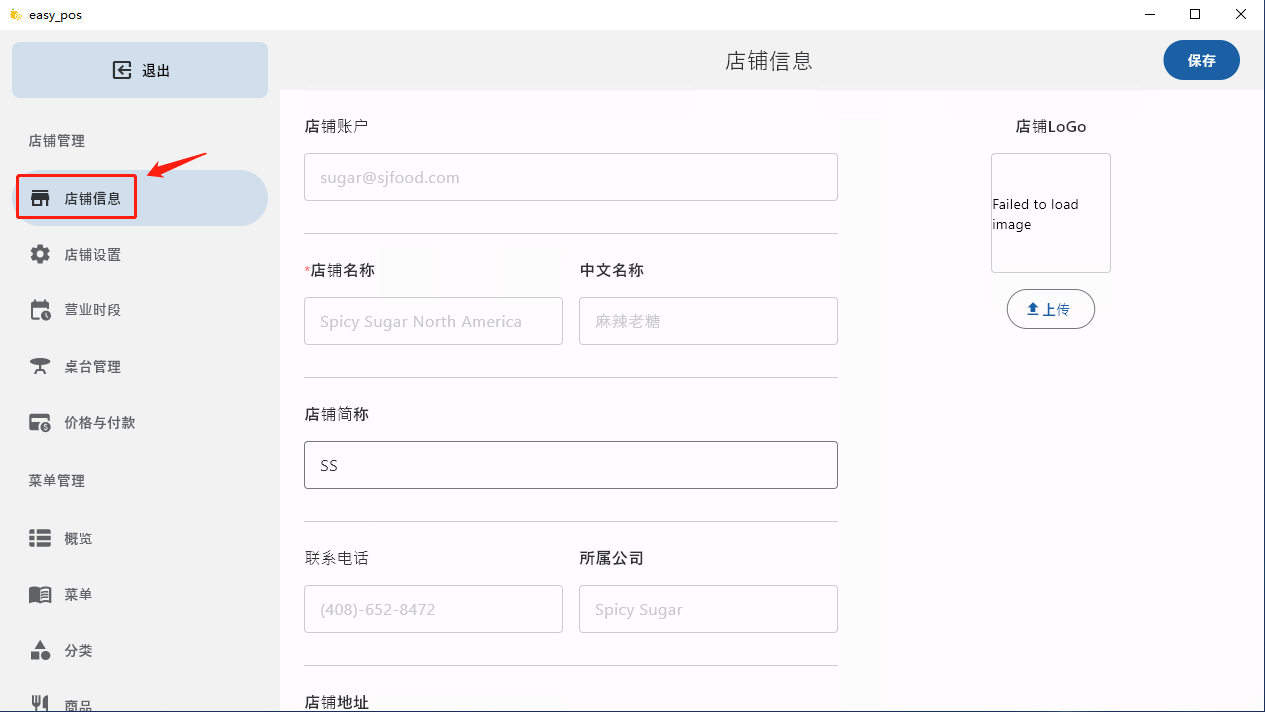 easy_pos
退出
店铺管理
店铺信息
店铺设置
营业时段
桌台管理
价格与付款
菜单管理
概览
菜单
分类
商品
店铺信息
保存
店铺账户
sugar@sjfood.com
*店铺名称
中文名称
Spicy Sugar North America
麻辣老糖
店铺简称
SS
联系电话
所属公司
(408)-652-8472
Spicy Sugar
店铺地址
店铺LoGo
Failed to load
image
上传